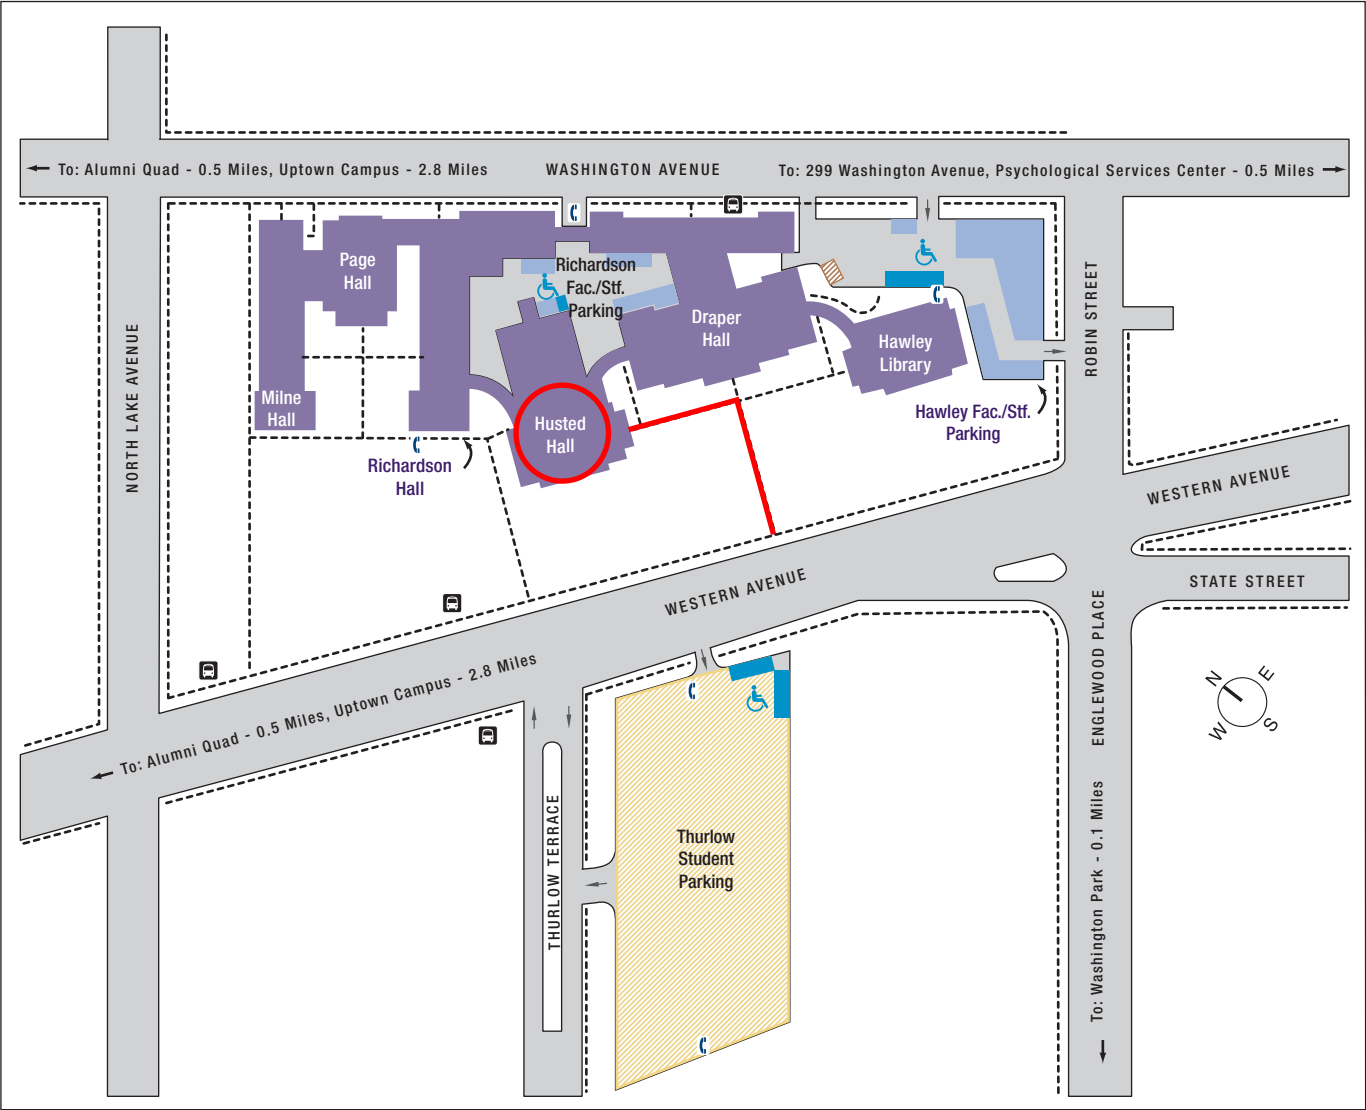 To: Alumni Quad - 0.5 Miles, Uptown Campus - 2.8 Miles
WASHINGTON AVENUE
To: 299 Washington Avenue, Psychological Services Center - 0.5 Miles
Page
Hall
Richardson
Fac./Stf.
Parking
Draper
Hall
Hawley
Library
ROBIN STREET
NORTH LAKE AVENUE
Milne
Hall
Husted
Hall
Hawley Fac./Stf.
Parking
Richardson
Hall
WESTERN AVENUE
WESTERN AVENUE
STATE STREET
To: Alumni Quad - 0.5 Miles, Uptown Campus - 2.8 Miles
ENGLEWOOD PLACE
N
E
W
S
Thurlow
Student
Parking
THURLOW TERRACE
To: Washington Park - 0.1 Miles